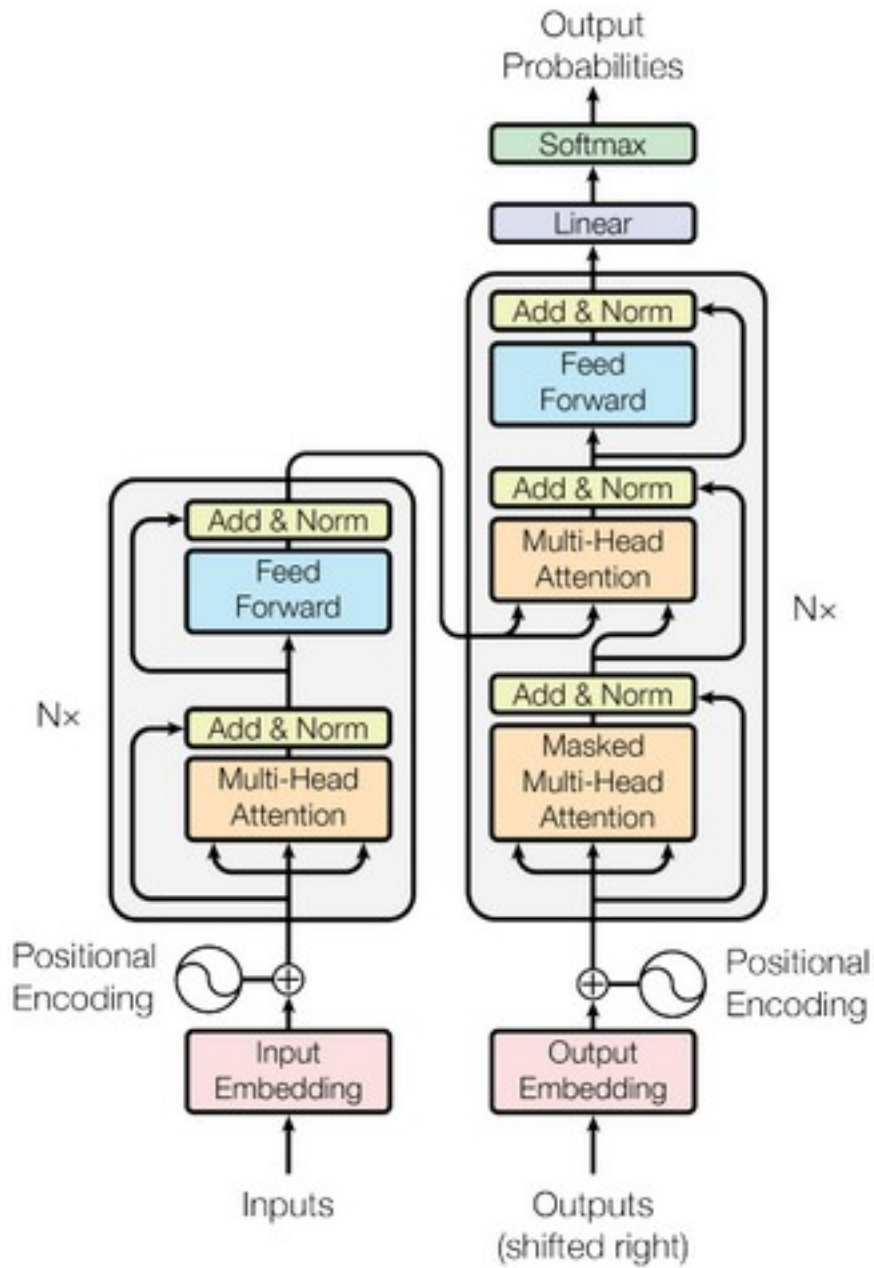 Output
Probabilities
Softmax
Linear
Add & Norm
Feed
Forward
Add & Norm
Multi-Head
Attention
Add & Norm
Masked
Multi-Head
Attention
Nx
Add & Norm
Feed
Forward
Add & Norm
Multi-Head
Attention
Nx
Positional
Encoding
Positional
Encoding
Input
Embedding
Output
Embedding
Inputs
Outputs
(shifted right)